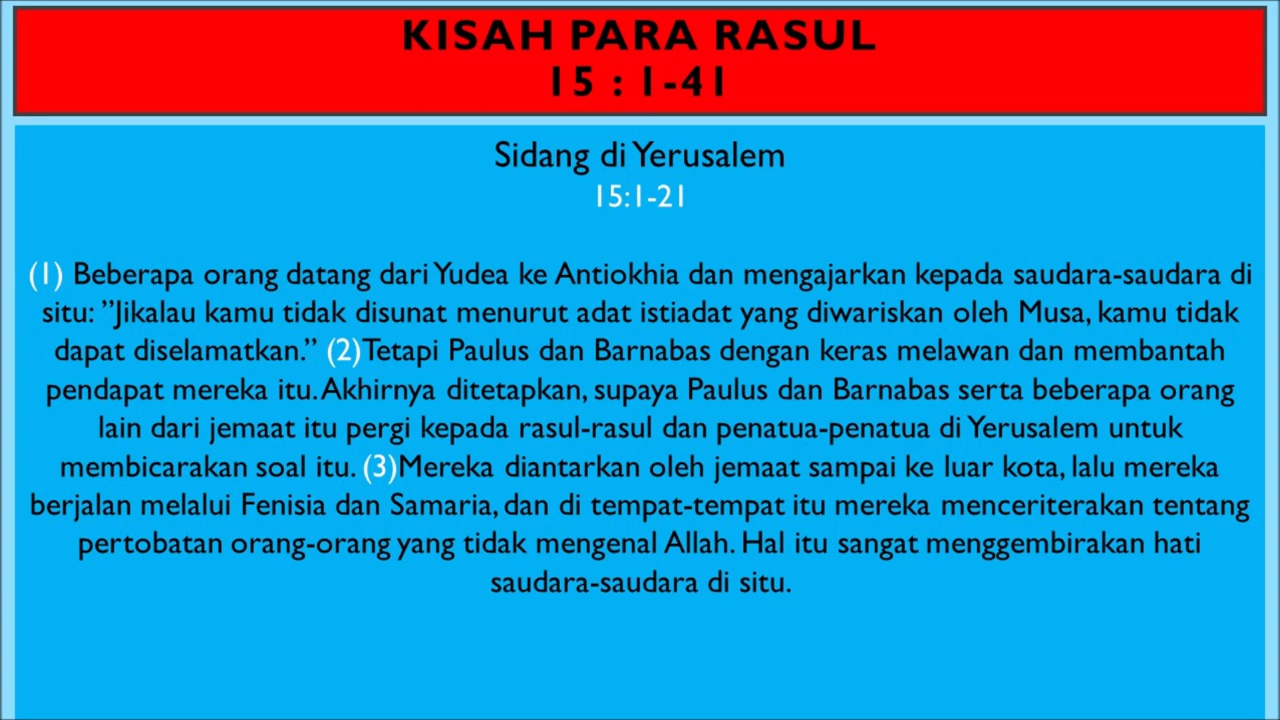 KISAH PARA RASUL
15 : 1-41
Sidang di Yerusalem
15:1-21
(1) Beberapa orang datang dari Yudea ke Antiokhia dan mengajarkan kepada saudara-saudara di
situ: ”Jikalau kamu tidak disunat menurut adat istiadat yang diwariskan oleh Musa, kamu tidak
dapat diselamatkan.” (2)Tetapi Paulus dan Barnabas dengan keras melawan dan membantah
pendapat mereka itu. Akhirnya ditetapkan, supaya Paulus dan Barnabas serta beberapa orang
lain dari jemaat itu pergi kepada rasul-rasul dan penatua-penatua di Yerusalem untuk
membicarakan soal itu. (3)Mereka diantarkan oleh jemaat sampai ke luar kota, lalu mereka
berjalan melalui Fenisia dan Samaria, dan di tempat-tempat itu mereka menceriterakan tentang
pertobatan orang-orang yang tidak mengenal Allah. Hal itu sangat menggembirakan hati
saudara-saudara di situ.